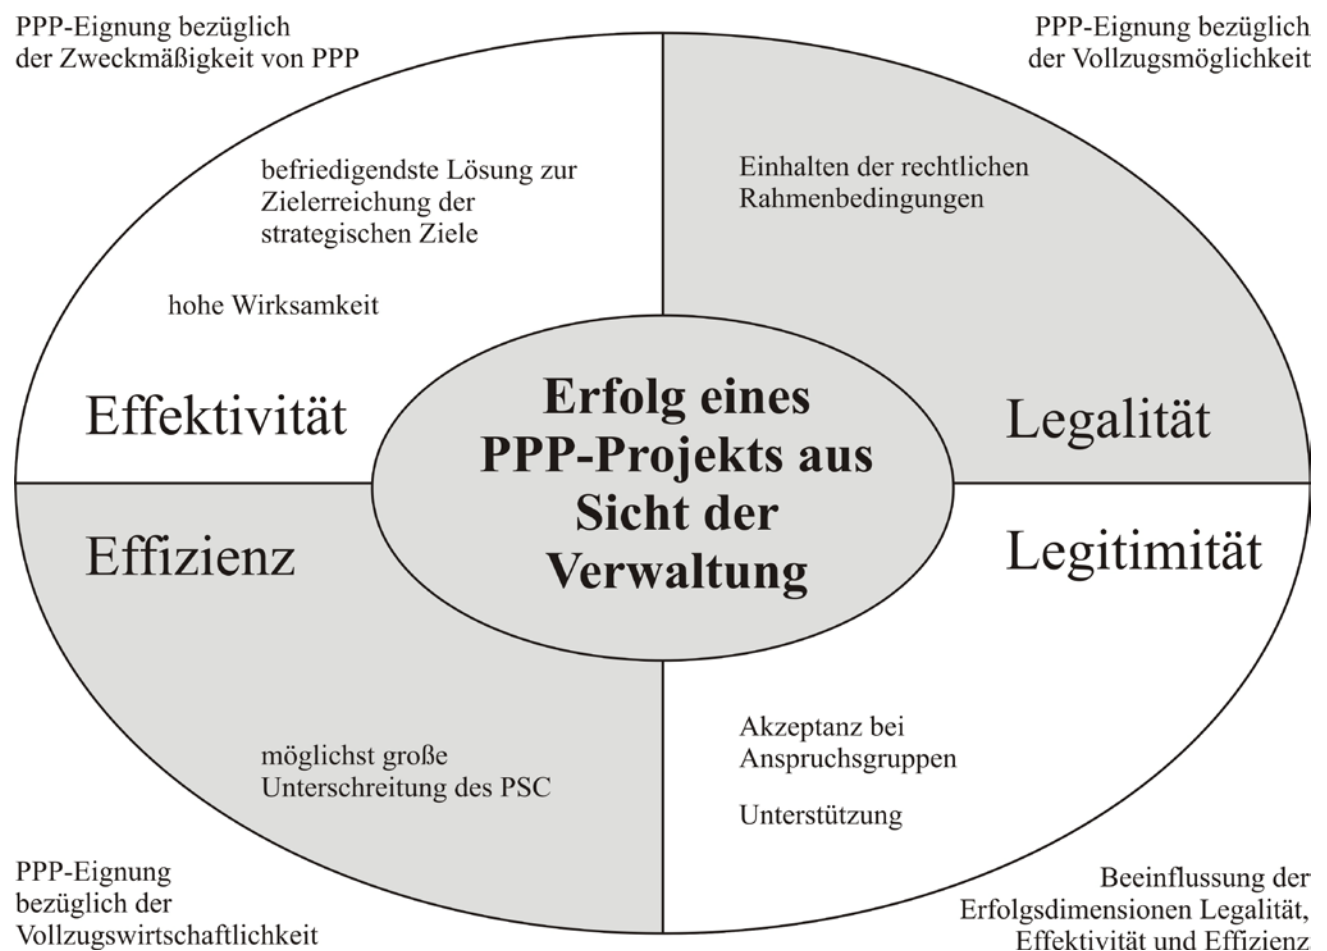 PPP-Eignung bezüglich
der Zweckmäßigkeit von PPP
PPP-Eignung bezüglich
der Vollzugsmöglichkeit
befriedigendste Lösung zur
Zielerreichung der
strategischen Ziele
hohe Wirksamkeit
Effektivität
Einhalten der rechtlichen
Rahmenbedingungen
Legalität
Erfolg eines
PPP-Projekts aus
Sicht der
Verwaltung
Effizienz
möglichst große
Unterschreitung des PSC
Legitimität
Akzeptanz bei
Anspruchsgruppen
Unterstützung
PPP-Eignung
bezüglich der
Vollzugswirtschaftlichkeit
Beeinflussung der
Erfolgsdimensionen Legalität,
Effektivität und Effizienz